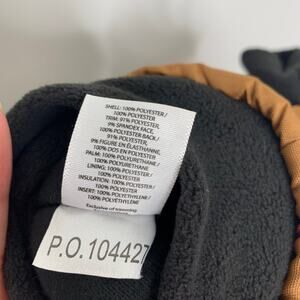 SHELL: 100% POLYESTER /
100% POLYESTER
TRIM: 91% POLYESTER,
9% SPANDEX FACE,
100% POLYESTER BACK /
91% POLYESTER,
9% FIGURE EN ÉLASTHANNE,
100% DOS EN POLYESTER
PALM: 100% POLYURETHANE /
100% POLYURETHANE
LINING: 100% POLYESTER /
100% POLYESTER
INSULATION: 100% POLYESTER /
100% POLYESTER
INSERT: 100% POLYETHYLENE /
100% POLYÉTHYLÈNE
Exclusive of trimming
P.O.104427